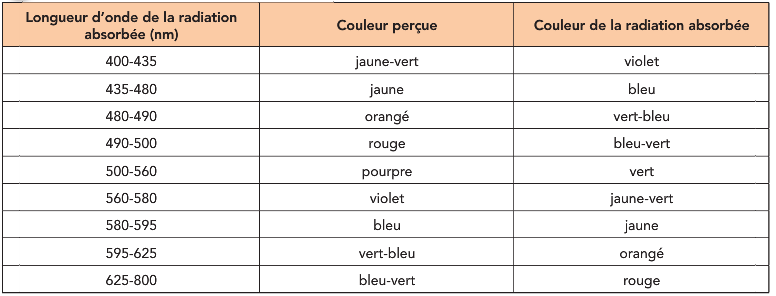 Longueur d’onde de la radiation absorbée (nm) Couleur perçue Couleur de la radiation absorbée
400-435 jaune-vert violet
435-480 jaune bleu
480-490 orangé vert-bleu
490-500 rouge bleu-vert
500-560 pourpre vert
560-580 violet jaune-vert
580-595 bleu jaune
595-625 vert-bleu orangé
625-800 bleu-vert rouge